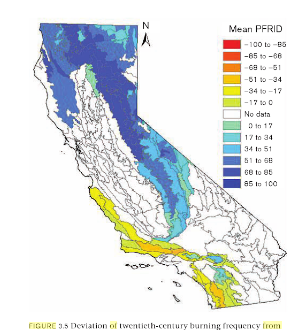 N
Mean PFRID
-100 to -85
-85 to -68
-68 to -51
-51 to -34
-34 to -17
-17 to 0
No data
0 to 17
17 to 34
34 to 51
51 to 68
68 to 85
85 to 100
FIGURE 3.5 Deviation of twentieth-century burning frequency from